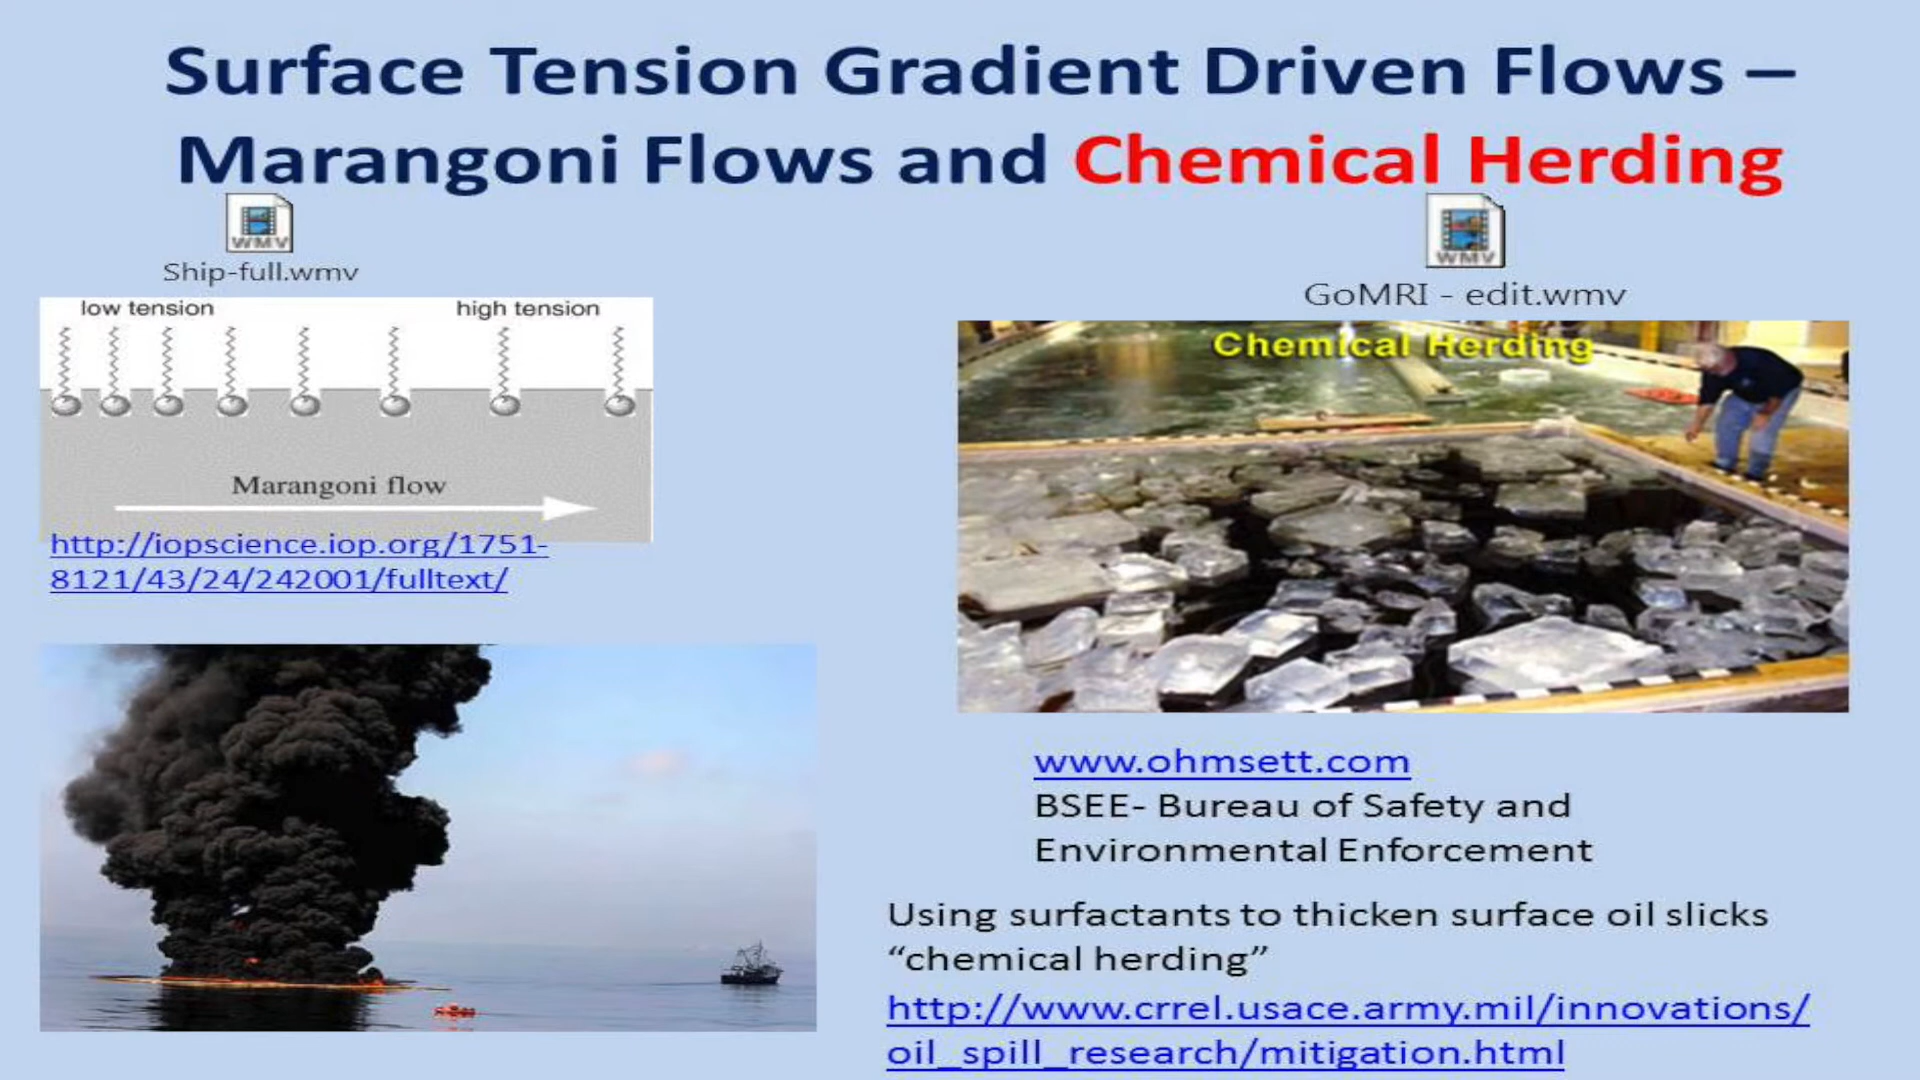 Surface Tension Gradient Driven Flows –
Marangoni Flows and Chemical Herding
WMV
Ship-full.wmv
low tension
high tension
Marangoni flow
http://iopscience.iop.org/1751-
8121/43/24/242001/fulltext/
WMV
GoMRI - edit.wmv
Chemical Herding
www.ohmsett.com
BSEE- Bureau of Safety and
Environmental Enforcement
Using surfactants to thicken surface oil slicks
“chemical herding”
http://www.crrel.usace.army.mil/innovations/
oil_spill_research/mitigation.html